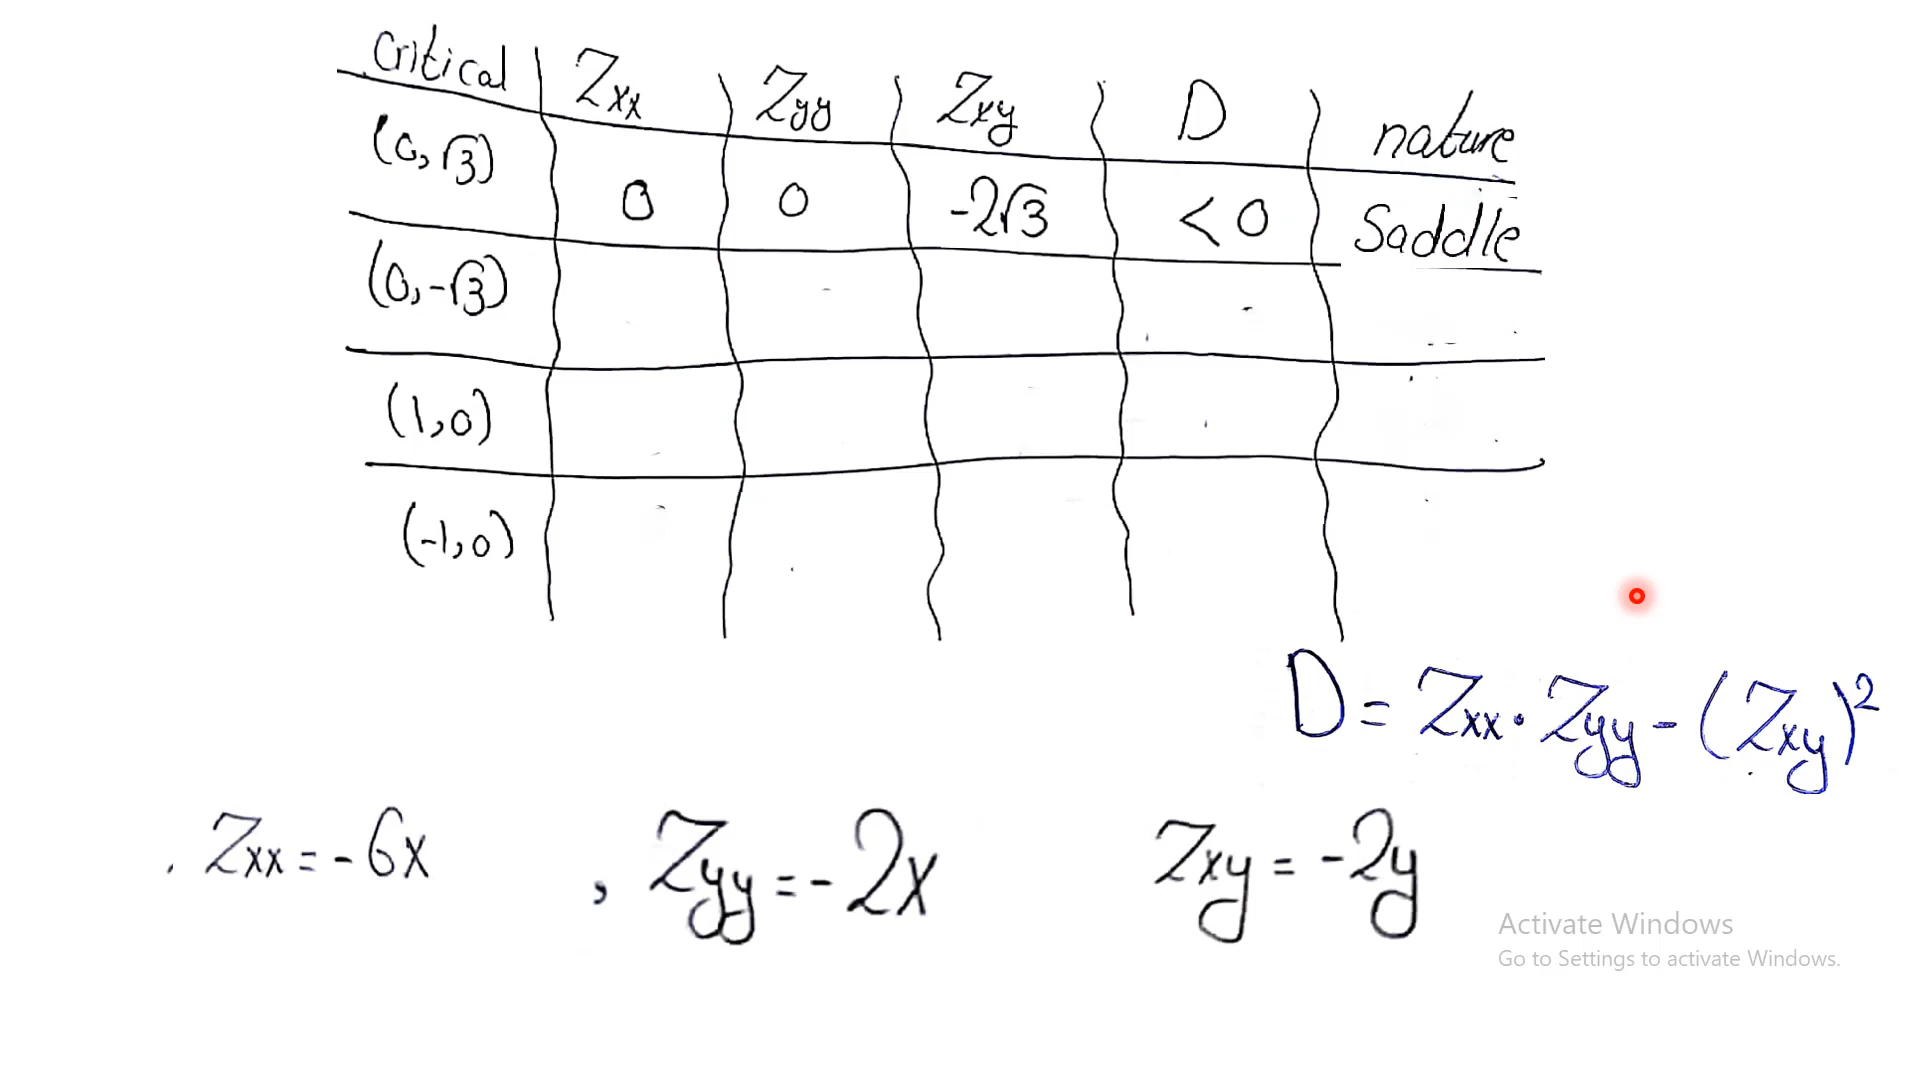 critical Zxx Zyy Zxy D nature
(0, √3) 0 0 -2√3 < 0 Saddle
(0, -√3)
(1, 0)
(-1, 0)
D = Zxx · Zyy - (Zxy)²
, Zxx = - 6x , Zyy = - 2x Zxy = - 2y
Activate Windows
Go to Settings to activate Windows.